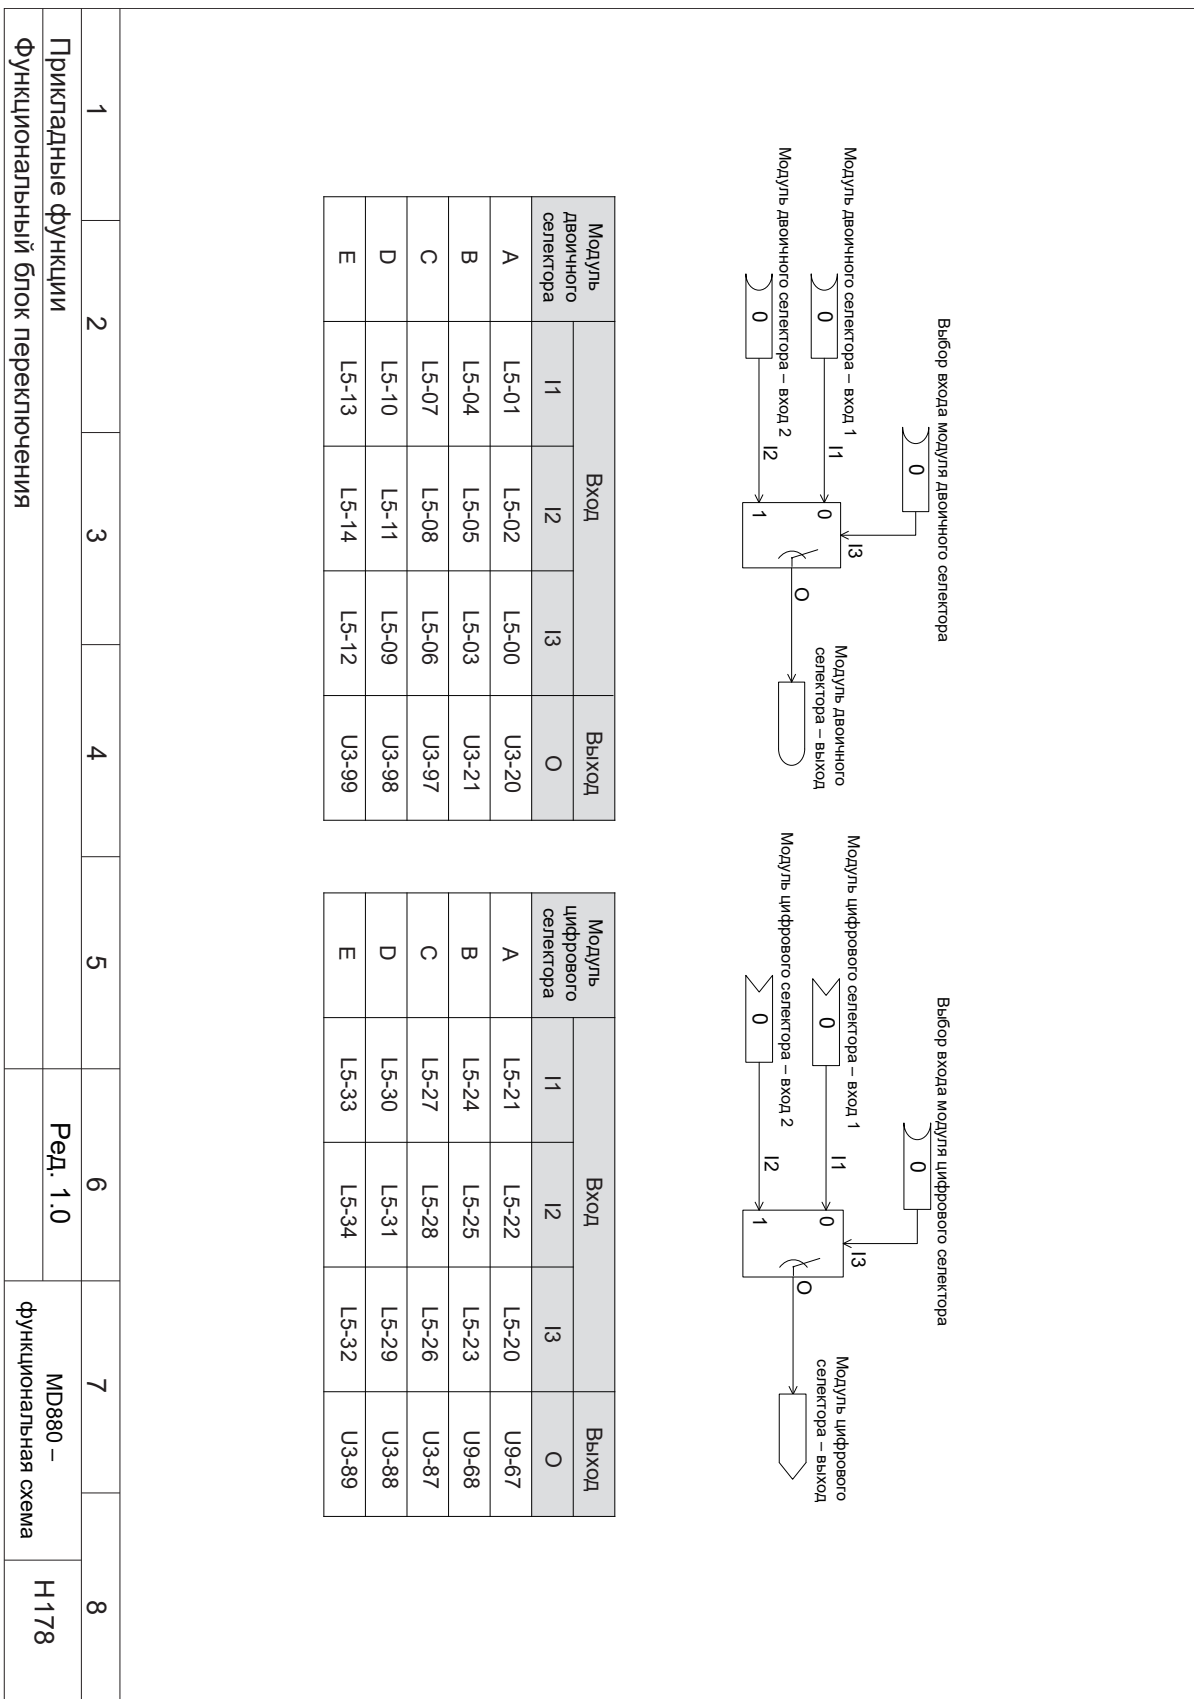 Выбор входа модуля двоичного селектора
0
Модуль двоичного селектора – вход 1
0
I1
I3
0
Модуль двоичного селектора – вход 2
0
I2
1
O
Модуль двоичного
селектора – выход
Выбор входа модуля цифрового селектора
0
Модуль цифрового селектора – вход 1
0
I1
I3
0
Модуль цифрового селектора – вход 2
0
I2
1
O
Модуль цифрового
селектора – выход
Модуль
двоичного
селектора
Вход
Выход
I1 I2 I3 O
A L5-01 L5-02 L5-00 U3-20
B L5-04 L5-05 L5-03 U3-21
C L5-07 L5-08 L5-06 U3-97
D L5-10 L5-11 L5-09 U3-98
E L5-13 L5-14 L5-12 U3-99
Модуль
цифрового
селектора
Вход
Выход
I1 I2 I3 O
A L5-21 L5-22 L5-20 U9-67
B L5-24 L5-25 L5-23 U9-68
C L5-27 L5-28 L5-26 U3-87
D L5-30 L5-31 L5-29 U3-88
E L5-33 L5-34 L5-32 U3-89
1 2 3 4 5 6 7 8
Прикладные функции
Функциональный блок переключения
Ред. 1.0
MD880 –
функциональная схема
H178